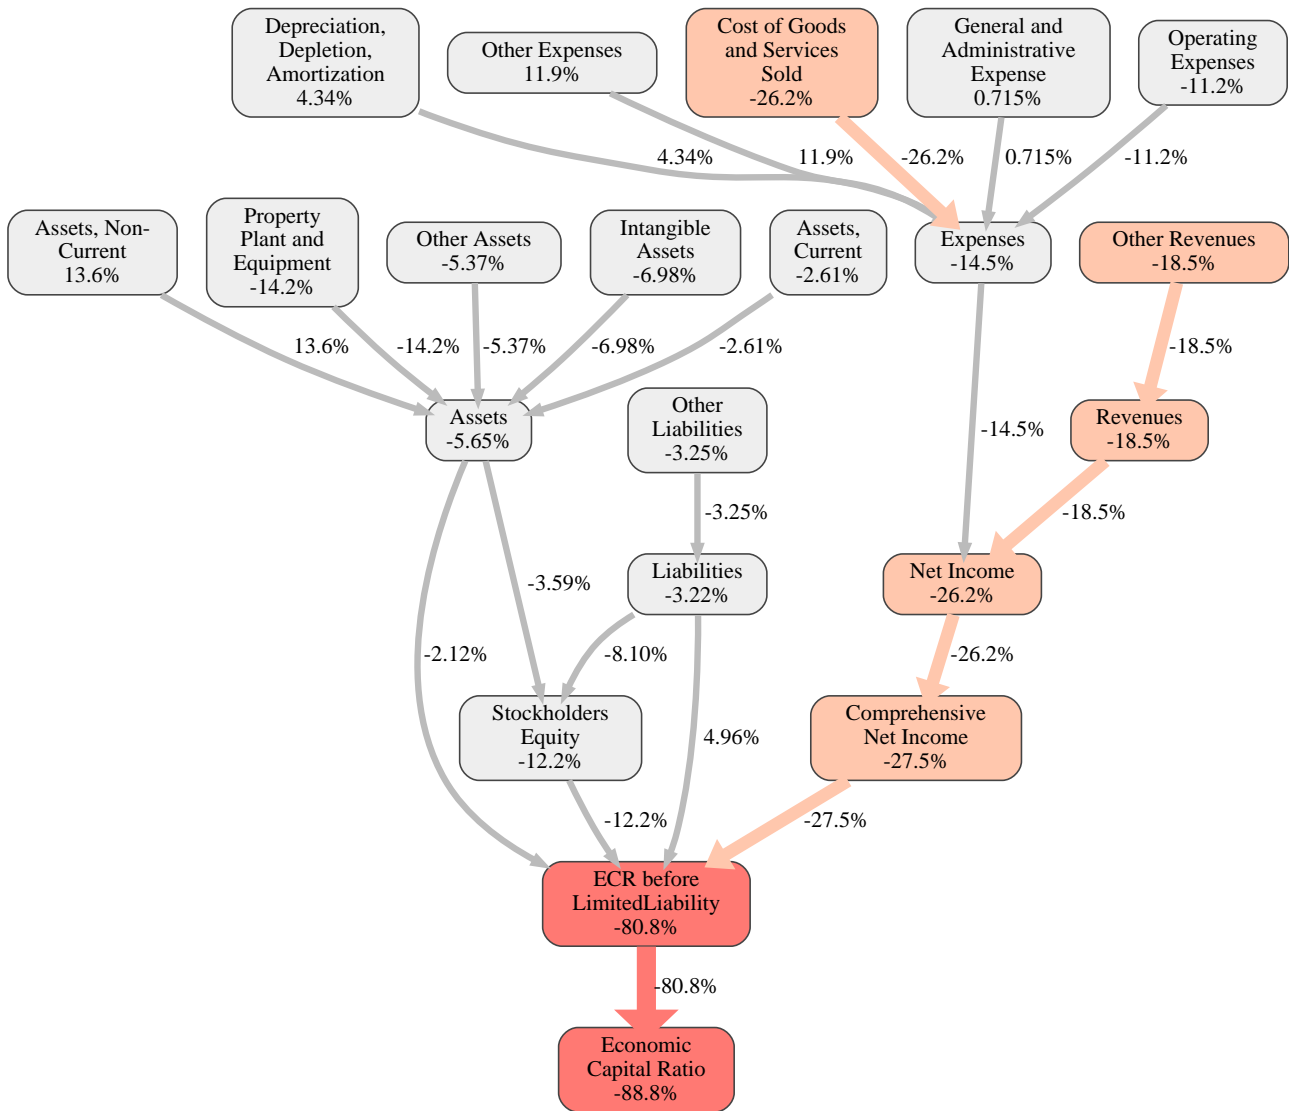 Depreciation,
Depletion,
Amortization
4.34%
Other Expenses
11.9%
Cost of Goods
and Services
Sold
-26.2%
General and
Administrative
Expense
0.715%
Operating
Expenses
-11.2%
4.34%
11.9%
-26.2%
0.715%
-11.2%
Assets, Non-
Current
13.6%
Property
Plant and
Equipment
-14.2%
Other Assets
-5.37%
Intangible
Assets
-6.98%
Assets,
Current
-2.61%
Expenses
-14.5%
Other Revenues
-18.5%
13.6%
-14.2%
-5.37%
-6.98%
-2.61%
-18.5%
Assets
-5.65%
Other
Liabilities
-3.25%
-14.5%
Revenues
-18.5%
-3.25%
-18.5%
-3.59%
Liabilities
-3.22%
Net Income
-26.2%
-2.12%
-8.10%
-26.2%
Stockholders
Equity
-12.2%
4.96%
Comprehensive
Net Income
-27.5%
-12.2%
-27.5%
ECR before
LimitedLiability
-80.8%
-80.8%
Economic
Capital Ratio
-88.8%